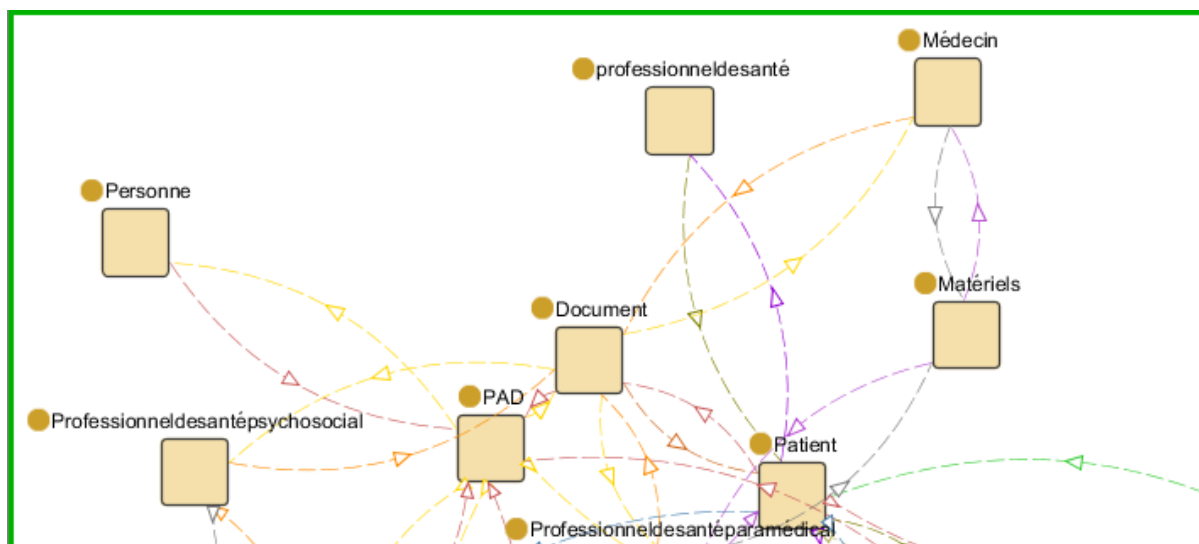 Médecin
professionneldesanté
Personne
Matériels
Document
PAD
Professionneldesantépsychosocial
Patient
Professionneldesantéparamédical